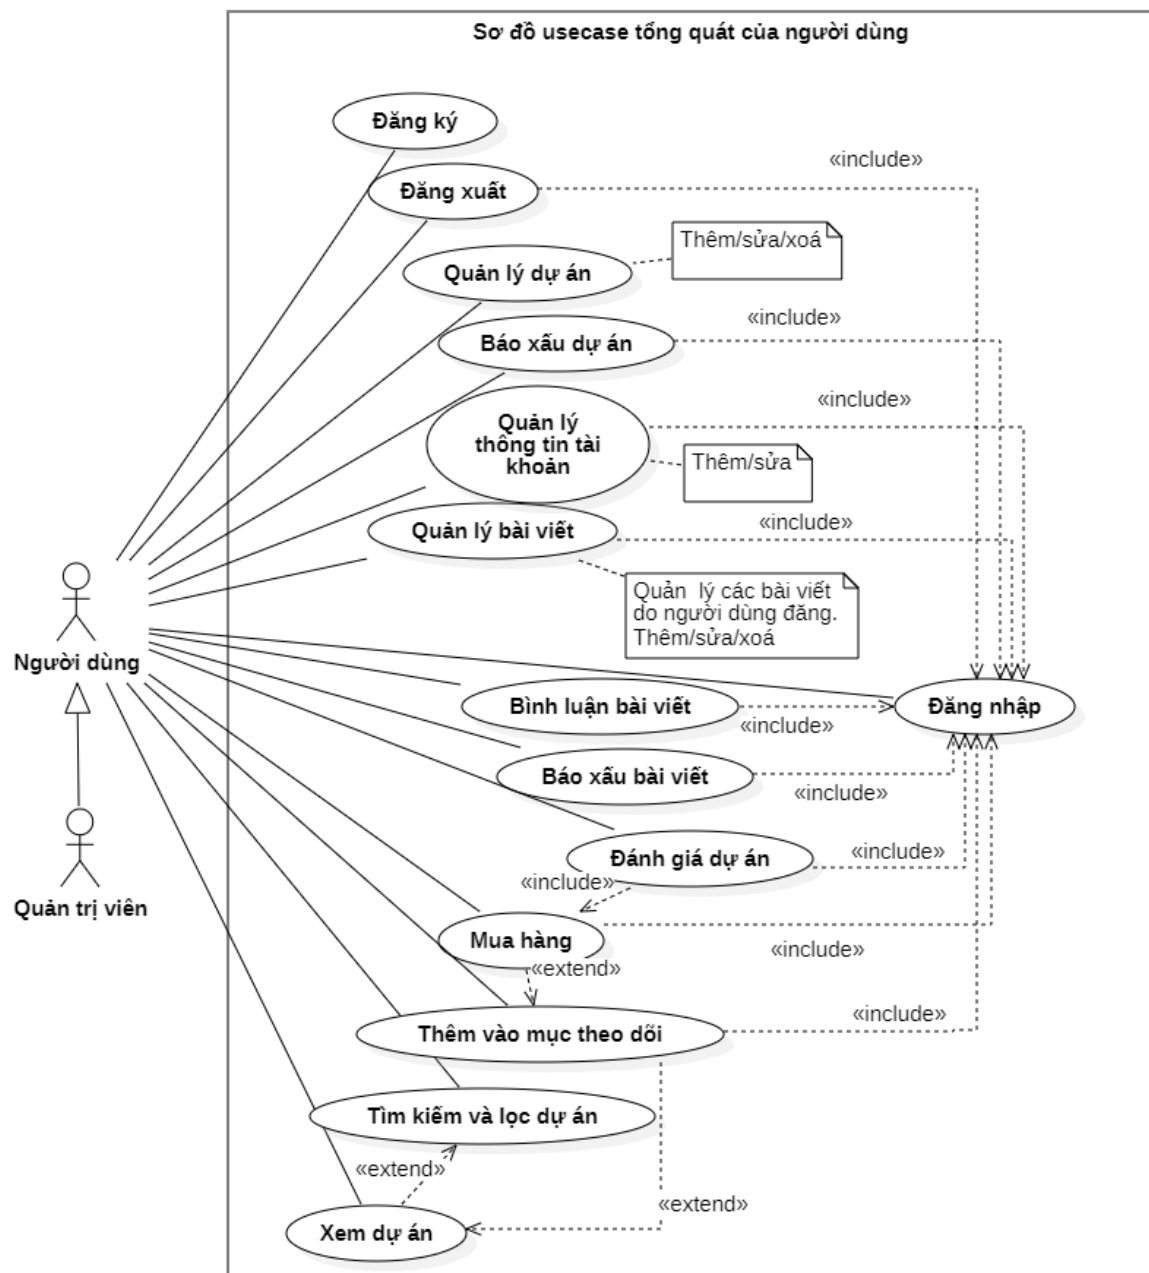 Sơ đồ usecase tổng quát của người dùng
Đăng ký
«include»
Đăng xuất
Thêm/sửa/xoá
Quản lý dự án
«include»
Báo xấu dự án
«include»
Quản lý
thông tin tài
khoản
Thêm/sửa
«include»
Quản lý bài viết
Quản lý các bài viết
do người dùng đăng.
Thêm/sửa/xoá
Người dùng
Bình luận bài viết
«include»
Đăng nhập
Báo xấu bài viết
«include»
Đánh giá dự án
«include»
«include»
Quản trị viên
Mua hàng
«include»
«extend»
«include»
Thêm vào mục theo dõi
Tìm kiếm và lọc dự án
«extend»
«extend»
Xem dự án